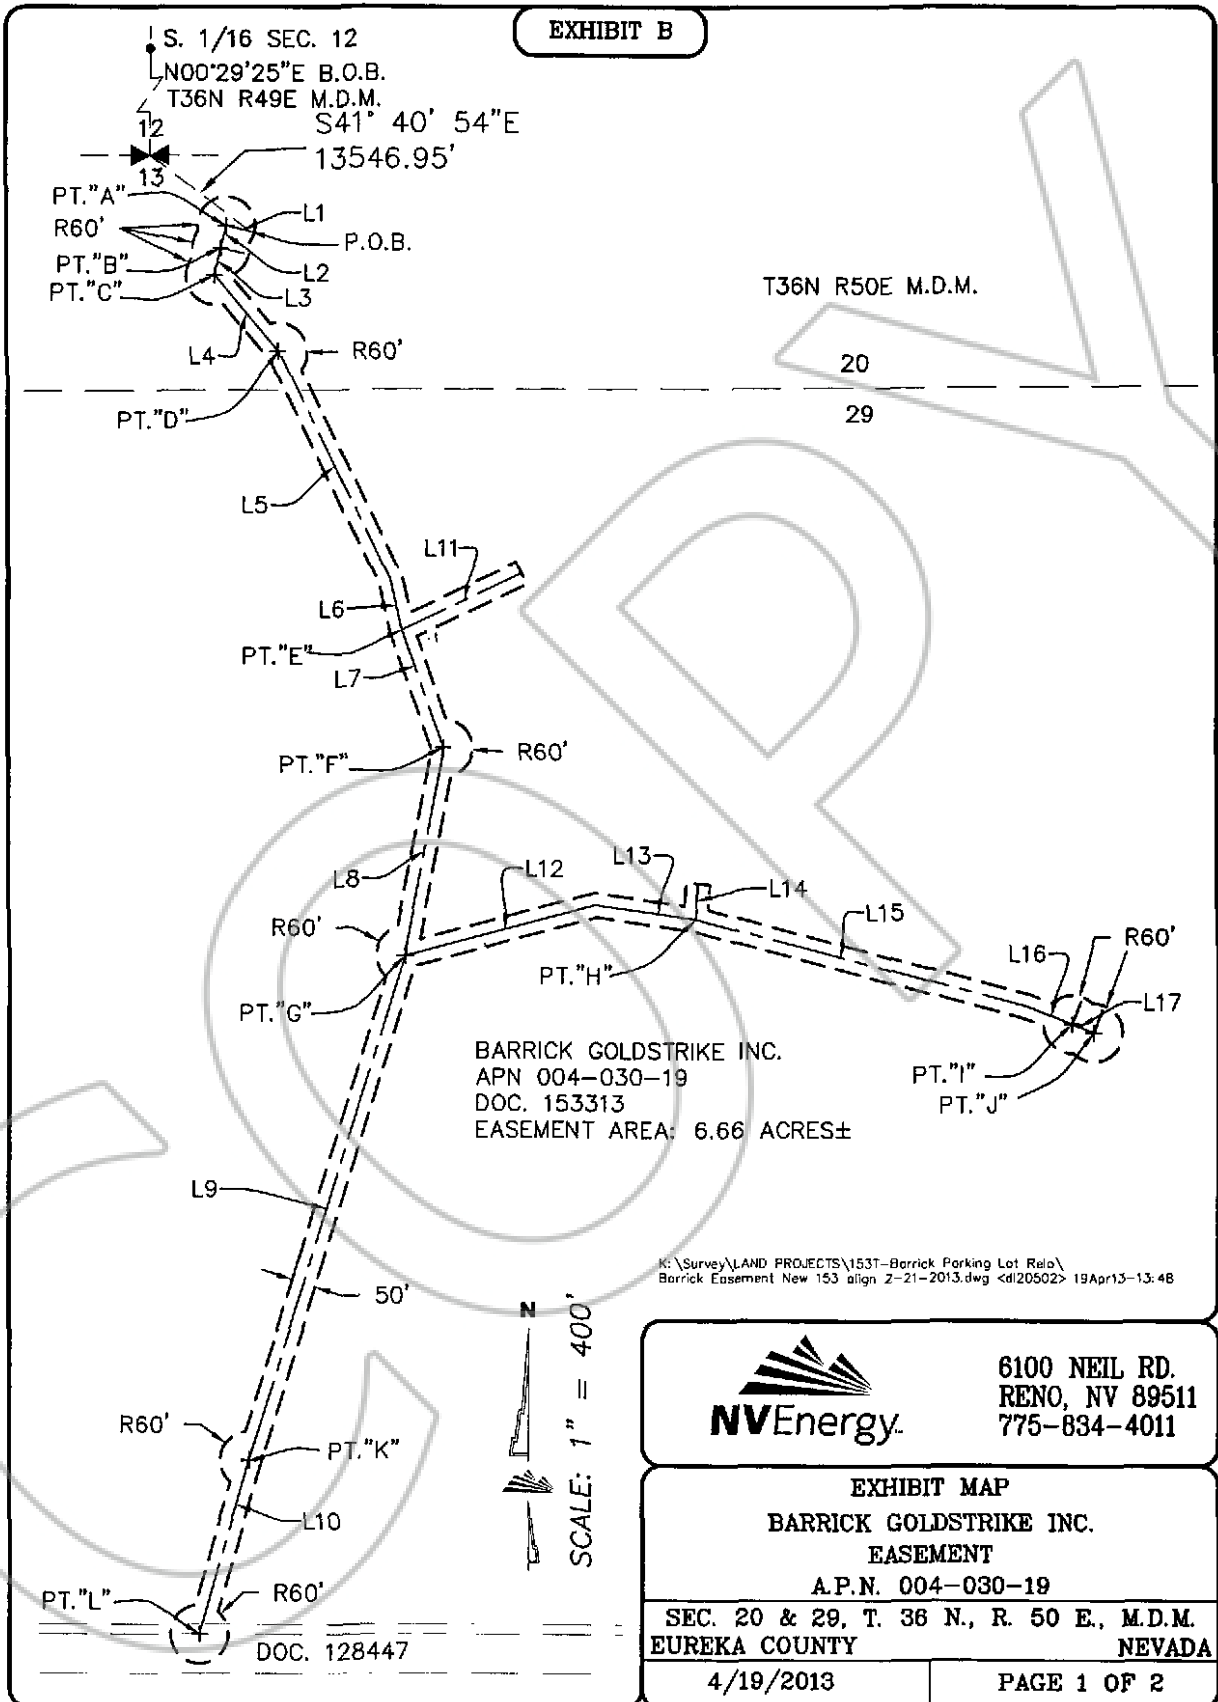 EXHIBIT B
S. 1/16 SEC. 12
N00°29'25"E B.O.B.
T36N R49E M.D.M.
S41° 40' 54"E
13546.95'
12
13
PT."A"
L1
R60'
P.O.B.
PT."B"
L2
PT."C"
L3
T36N R50E M.D.M.
L4
R60'
20
PT."D"
29
L5
L11
L6
PT."E"
L7
R60'
PT."F"
L8
L12
L13
L14
L15
R60'
PT."H"
L16
R60'
L17
PT."G"
BARRICK GOLDSTRIKE INC.
APN 004-030-19
DOC. 153313
EASEMENT AREA: 6.66 ACRES±
PT."I"
PT."J"
L9
K:\Survey\LAND PROJECTS\153T-Barrick Parking Lot Relo\
Barrick Easement New 153 align 2-21-2013.dwg <dl20502> 19Apr13-13:48
50'
N
SCALE: 1" = 400'
R60'
PT."K"
L10
PT."L"
R60'
DOC. 128447
NVEnergy
6100 NEIL RD.
RENO, NV 89511
775-834-4011
EXHIBIT MAP
BARRICK GOLDSTRIKE INC.
EASEMENT
A.P.N. 004-030-19
SEC. 20 & 29, T. 36 N., R. 50 E., M.D.M.
EUREKA COUNTY NEVADA
4/19/2013
PAGE 1 OF 2
COPY